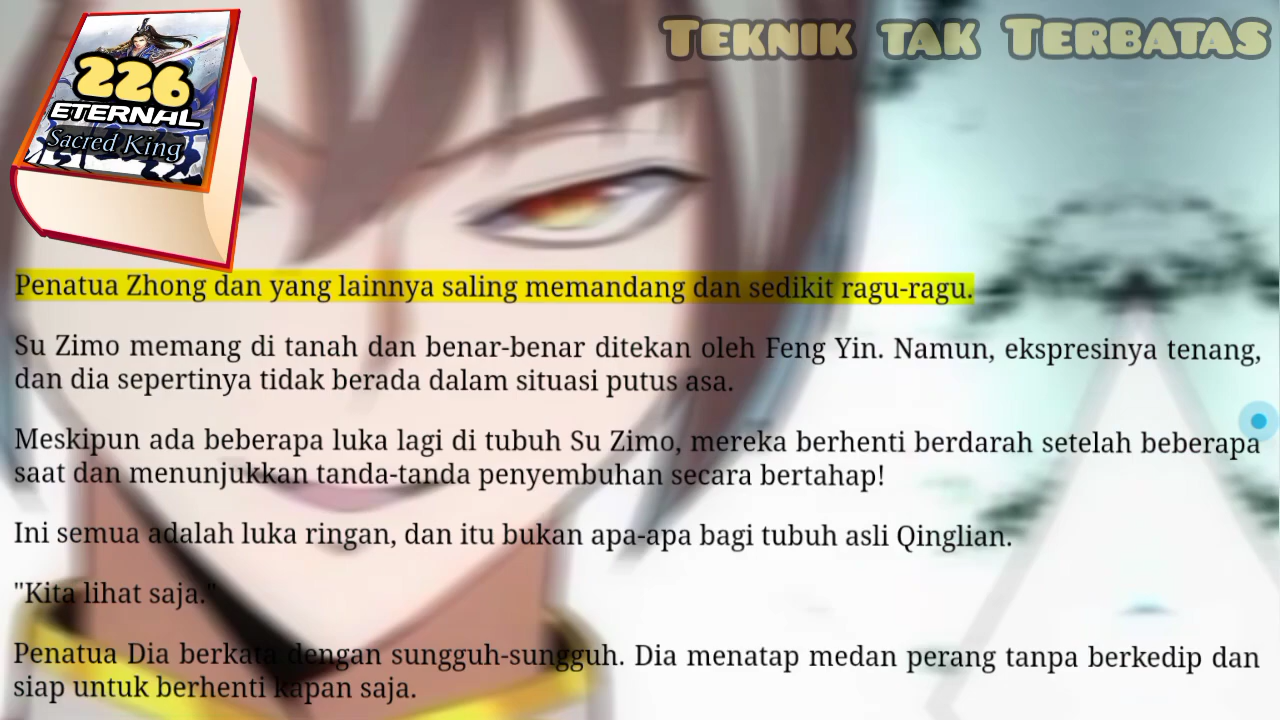 Teknik tak Terbatas
226
ETERNAL
Sacred King
Penatua Zhong dan yang lainnya saling memandang dan sedikit ragu-ragu.
Su Zimo memang di tanah dan benar-benar ditekan oleh Feng Yin. Namun, ekspresinya tenang,
dan dia sepertinya tidak berada dalam situasi putus asa.
Meskipun ada beberapa luka lagi di tubuh Su Zimo, mereka berhenti berdarah setelah beberapa
saat dan menunjukkan tanda-tanda penyembuhan secara bertahap!
Ini semua adalah luka ringan, dan itu bukan apa-apa bagi tubuh asli Qinglian.
"Kita lihat saja."
Penatua Dia berkata dengan sungguh-sungguh. Dia menatap medan perang tanpa berkedip dan
siap untuk berhenti kapan saja.